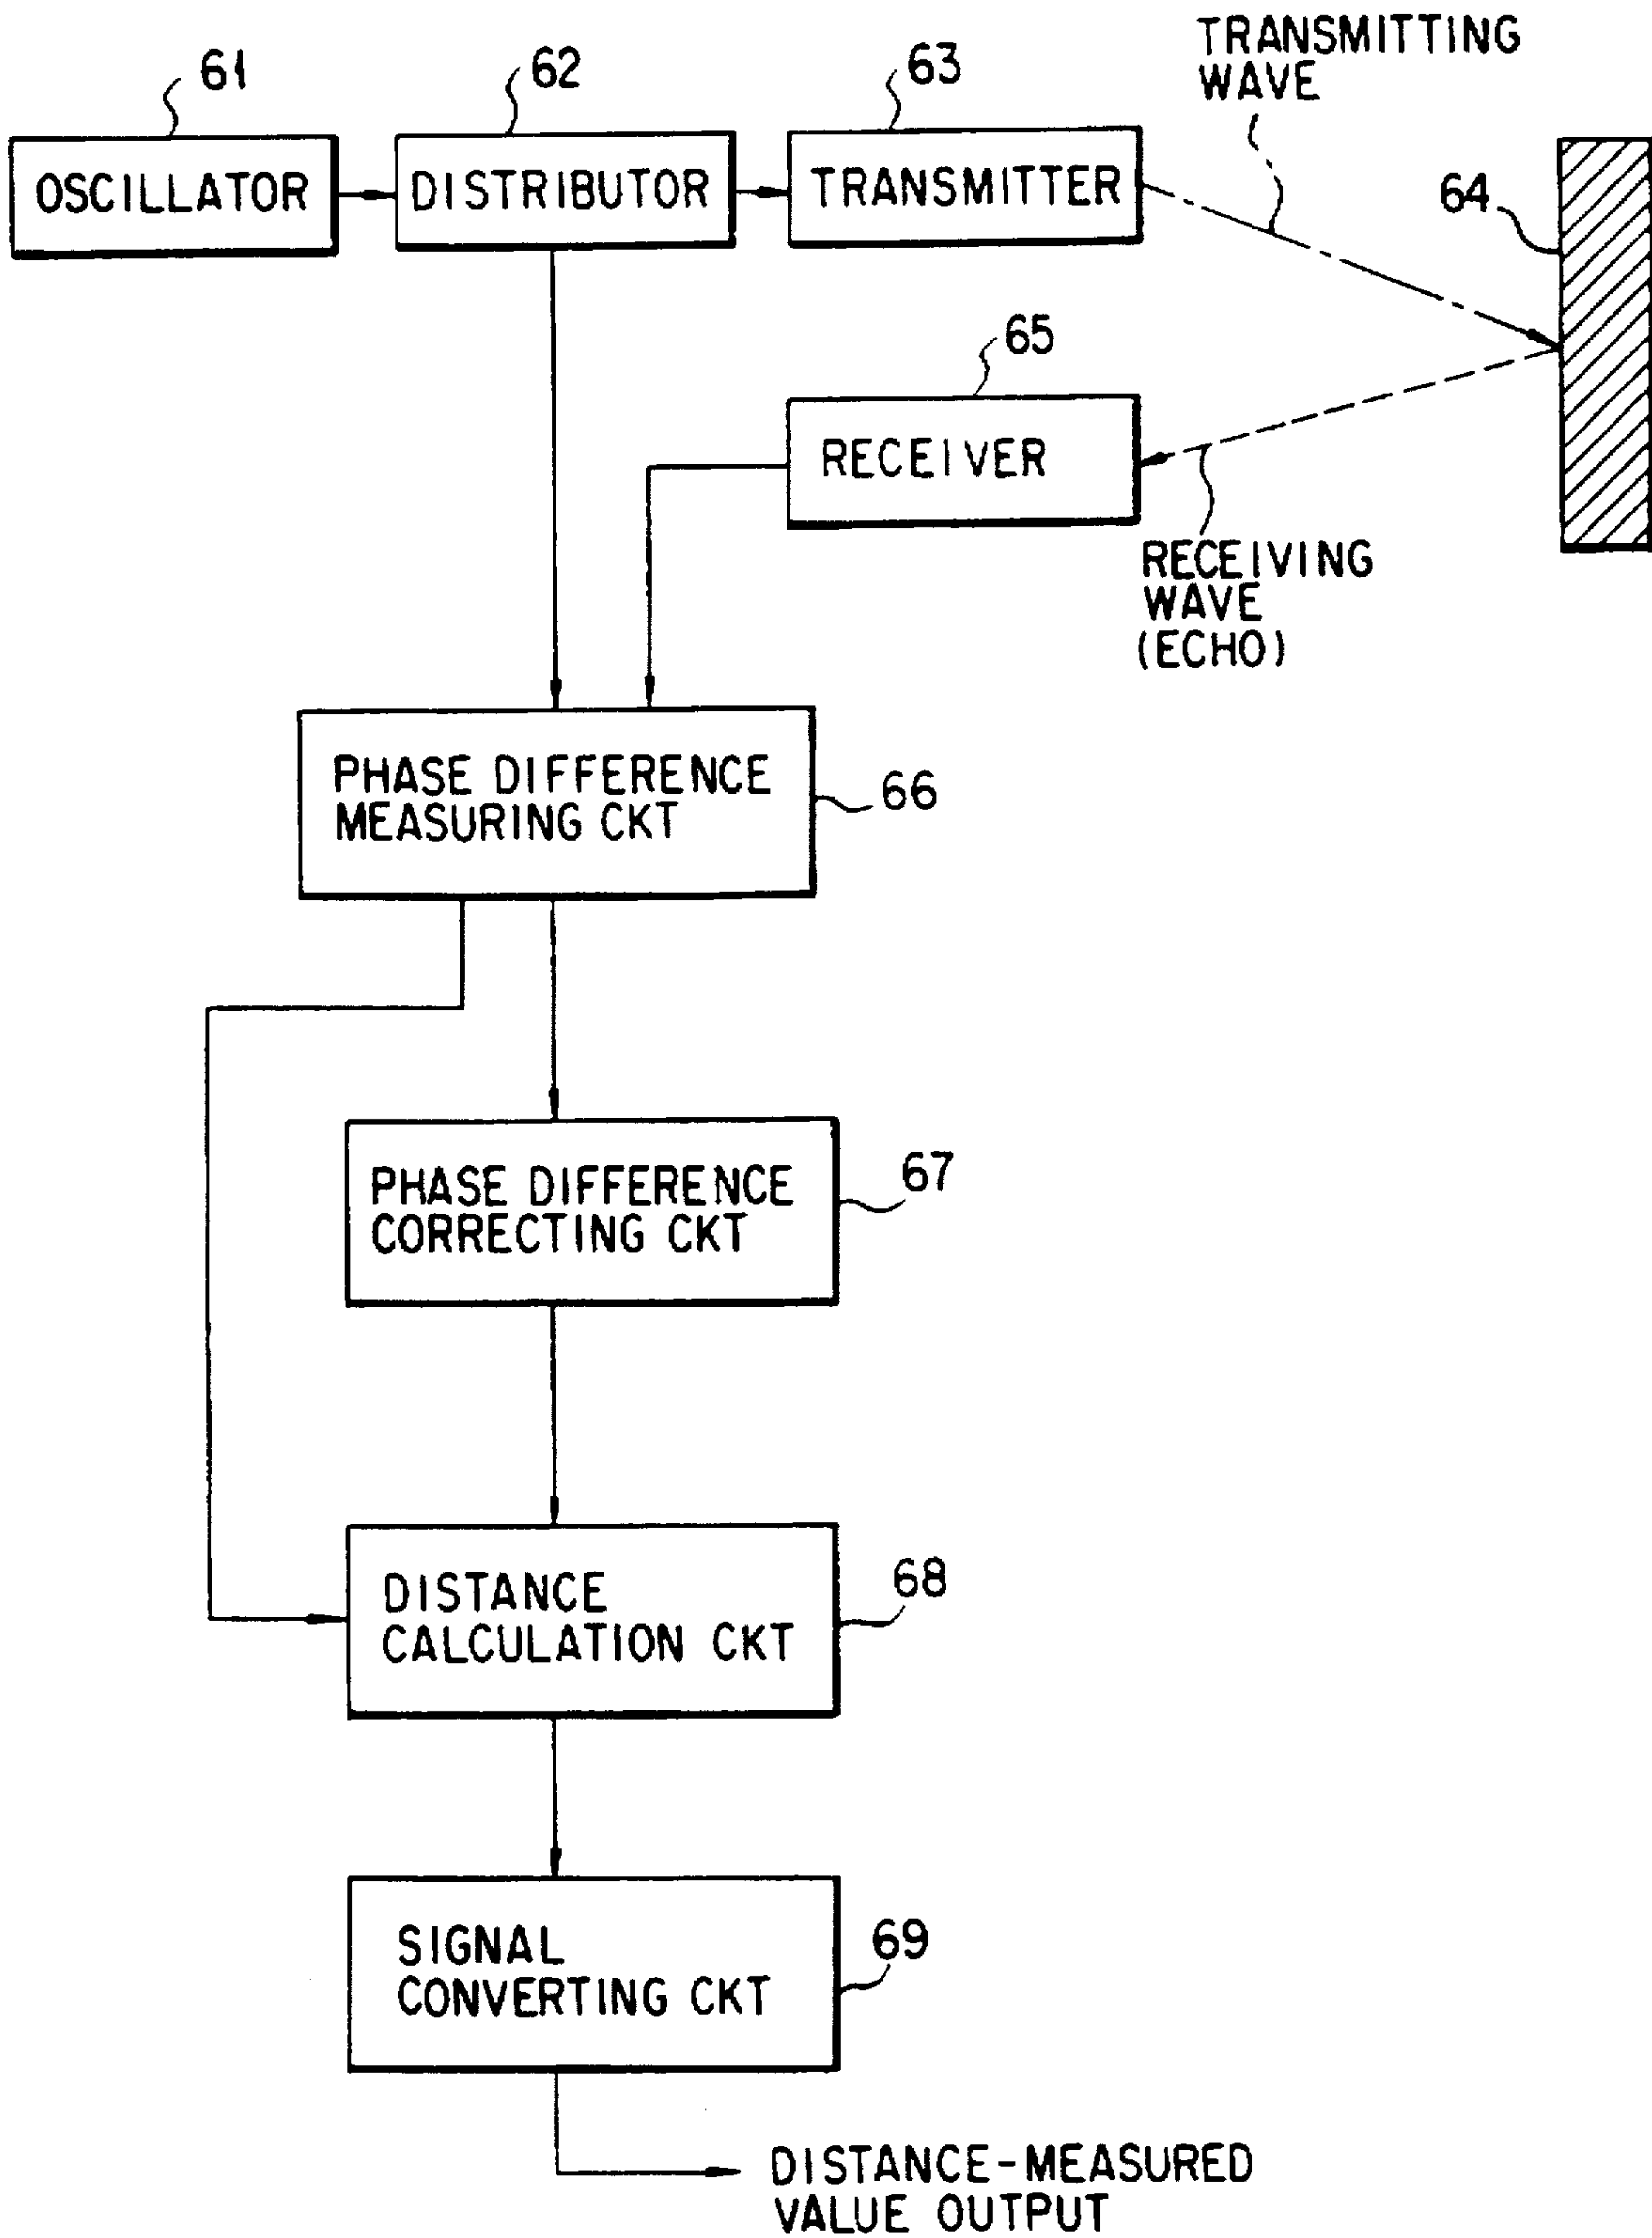 61
62
63
TRANSMITTING
WAVE
OSCILLATOR
DISTRIBUTOR
TRANSMITTER
64
65
RECEIVER
RECEIVING
WAVE
(ECHO)
PHASE DIFFERENCE
MEASURING CKT
66
PHASE DIFFERENCE
CORRECTING CKT
67
DISTANCE
CALCULATION CKT
68
SIGNAL
CONVERTING CKT
69
DISTANCE-MEASURED
VALUE OUTPUT